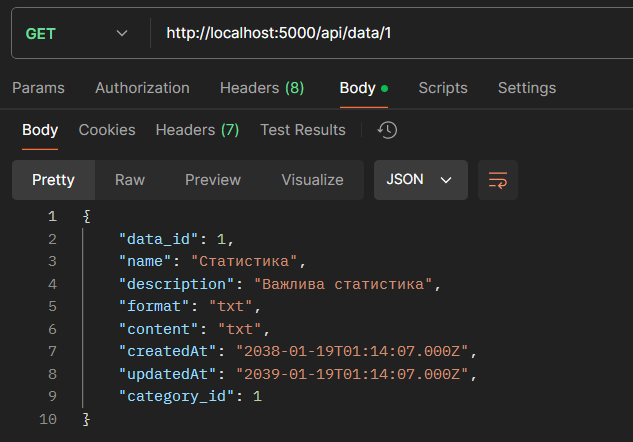 GET http://localhost:5000/api/data/1
Params Authorization Headers (8) Body Scripts Settings
Body Cookies Headers (7) Test Results
Pretty Raw Preview Visualize JSON
1 {
2 "data_id": 1,
3 "name": "Статистика",
4 "description": "Важлива статистика",
5 "format": "txt",
6 "content": "txt",
7 "createdAt": "2038-01-19T01:14:07.000Z",
8 "updatedAt": "2039-01-19T01:14:07.000Z",
9 "category_id": 1
10 }